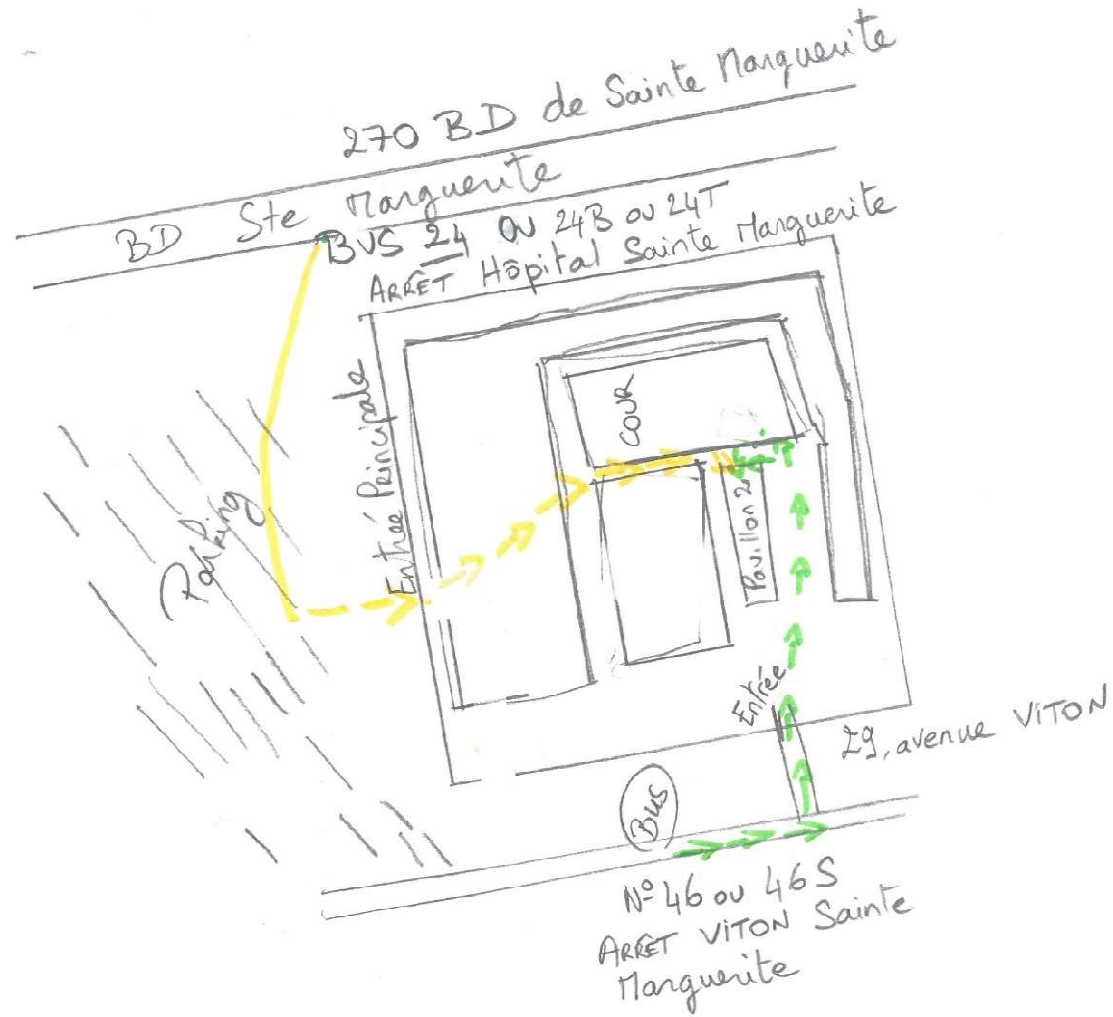 270 BD de Sainte Marguerite
BD Ste Marguerite
BUS 24 OU 24B OU 24T
ARRÊT Hôpital Sainte Marguerite
Entrée Principale
COUR
Parking
Pavillon 2
Entrée
29, avenue VITON
Bus
N° 46 ou 46S
ARRET VITON Sainte
Marguerite